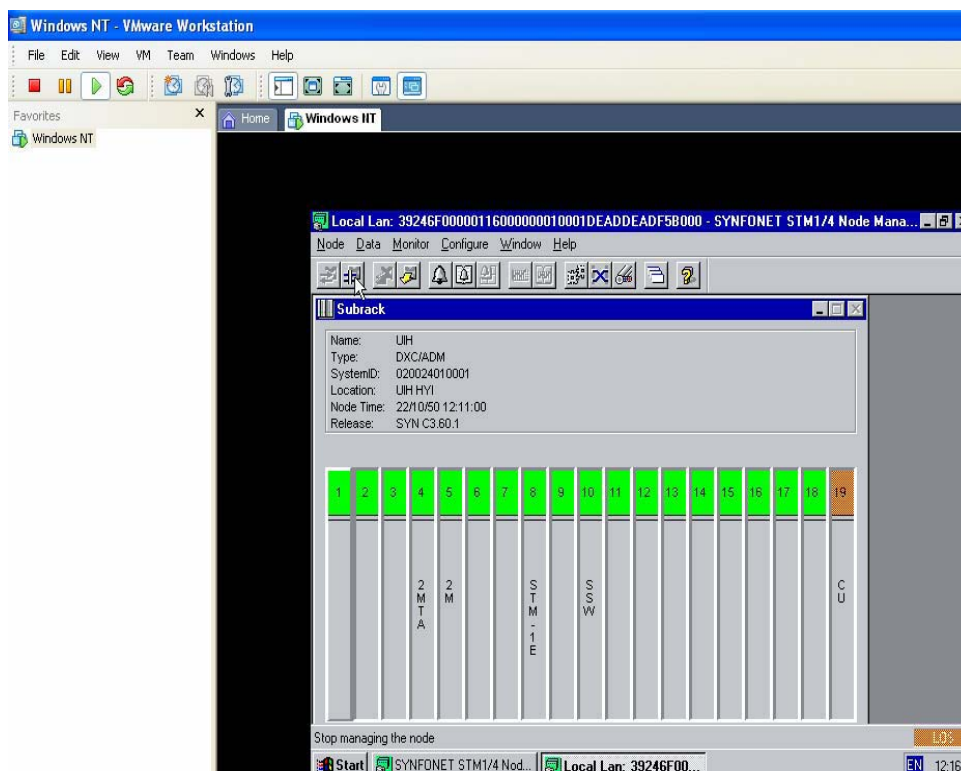 Windows NT - VMware Workstation
File Edit View VM Team Windows Help
Favorites x Home Windows NT
Windows NT
Local Lan: 39246F00000116000000010001DEADDEADF5B000 - SYNFONET STM1/4 Node Mana...
Node Data Monitor Configure Window Help
Subrack
Name: UIH
Type: DXC/ADM
SystemID: 020024010001
Location: UIH HYI
Node Time: 22/10/50 12:11:00
Release: SYN C3.60.1
1 2 3 4 5 6 7 8 9 10 11 12 13 14 15 16 17 18 19
2MTA 2M STM-1E SSW CU
Stop managing the node LOS
Start SYNFONET STM1/4 Nod... Local Lan: 39246F00... EN 12:16